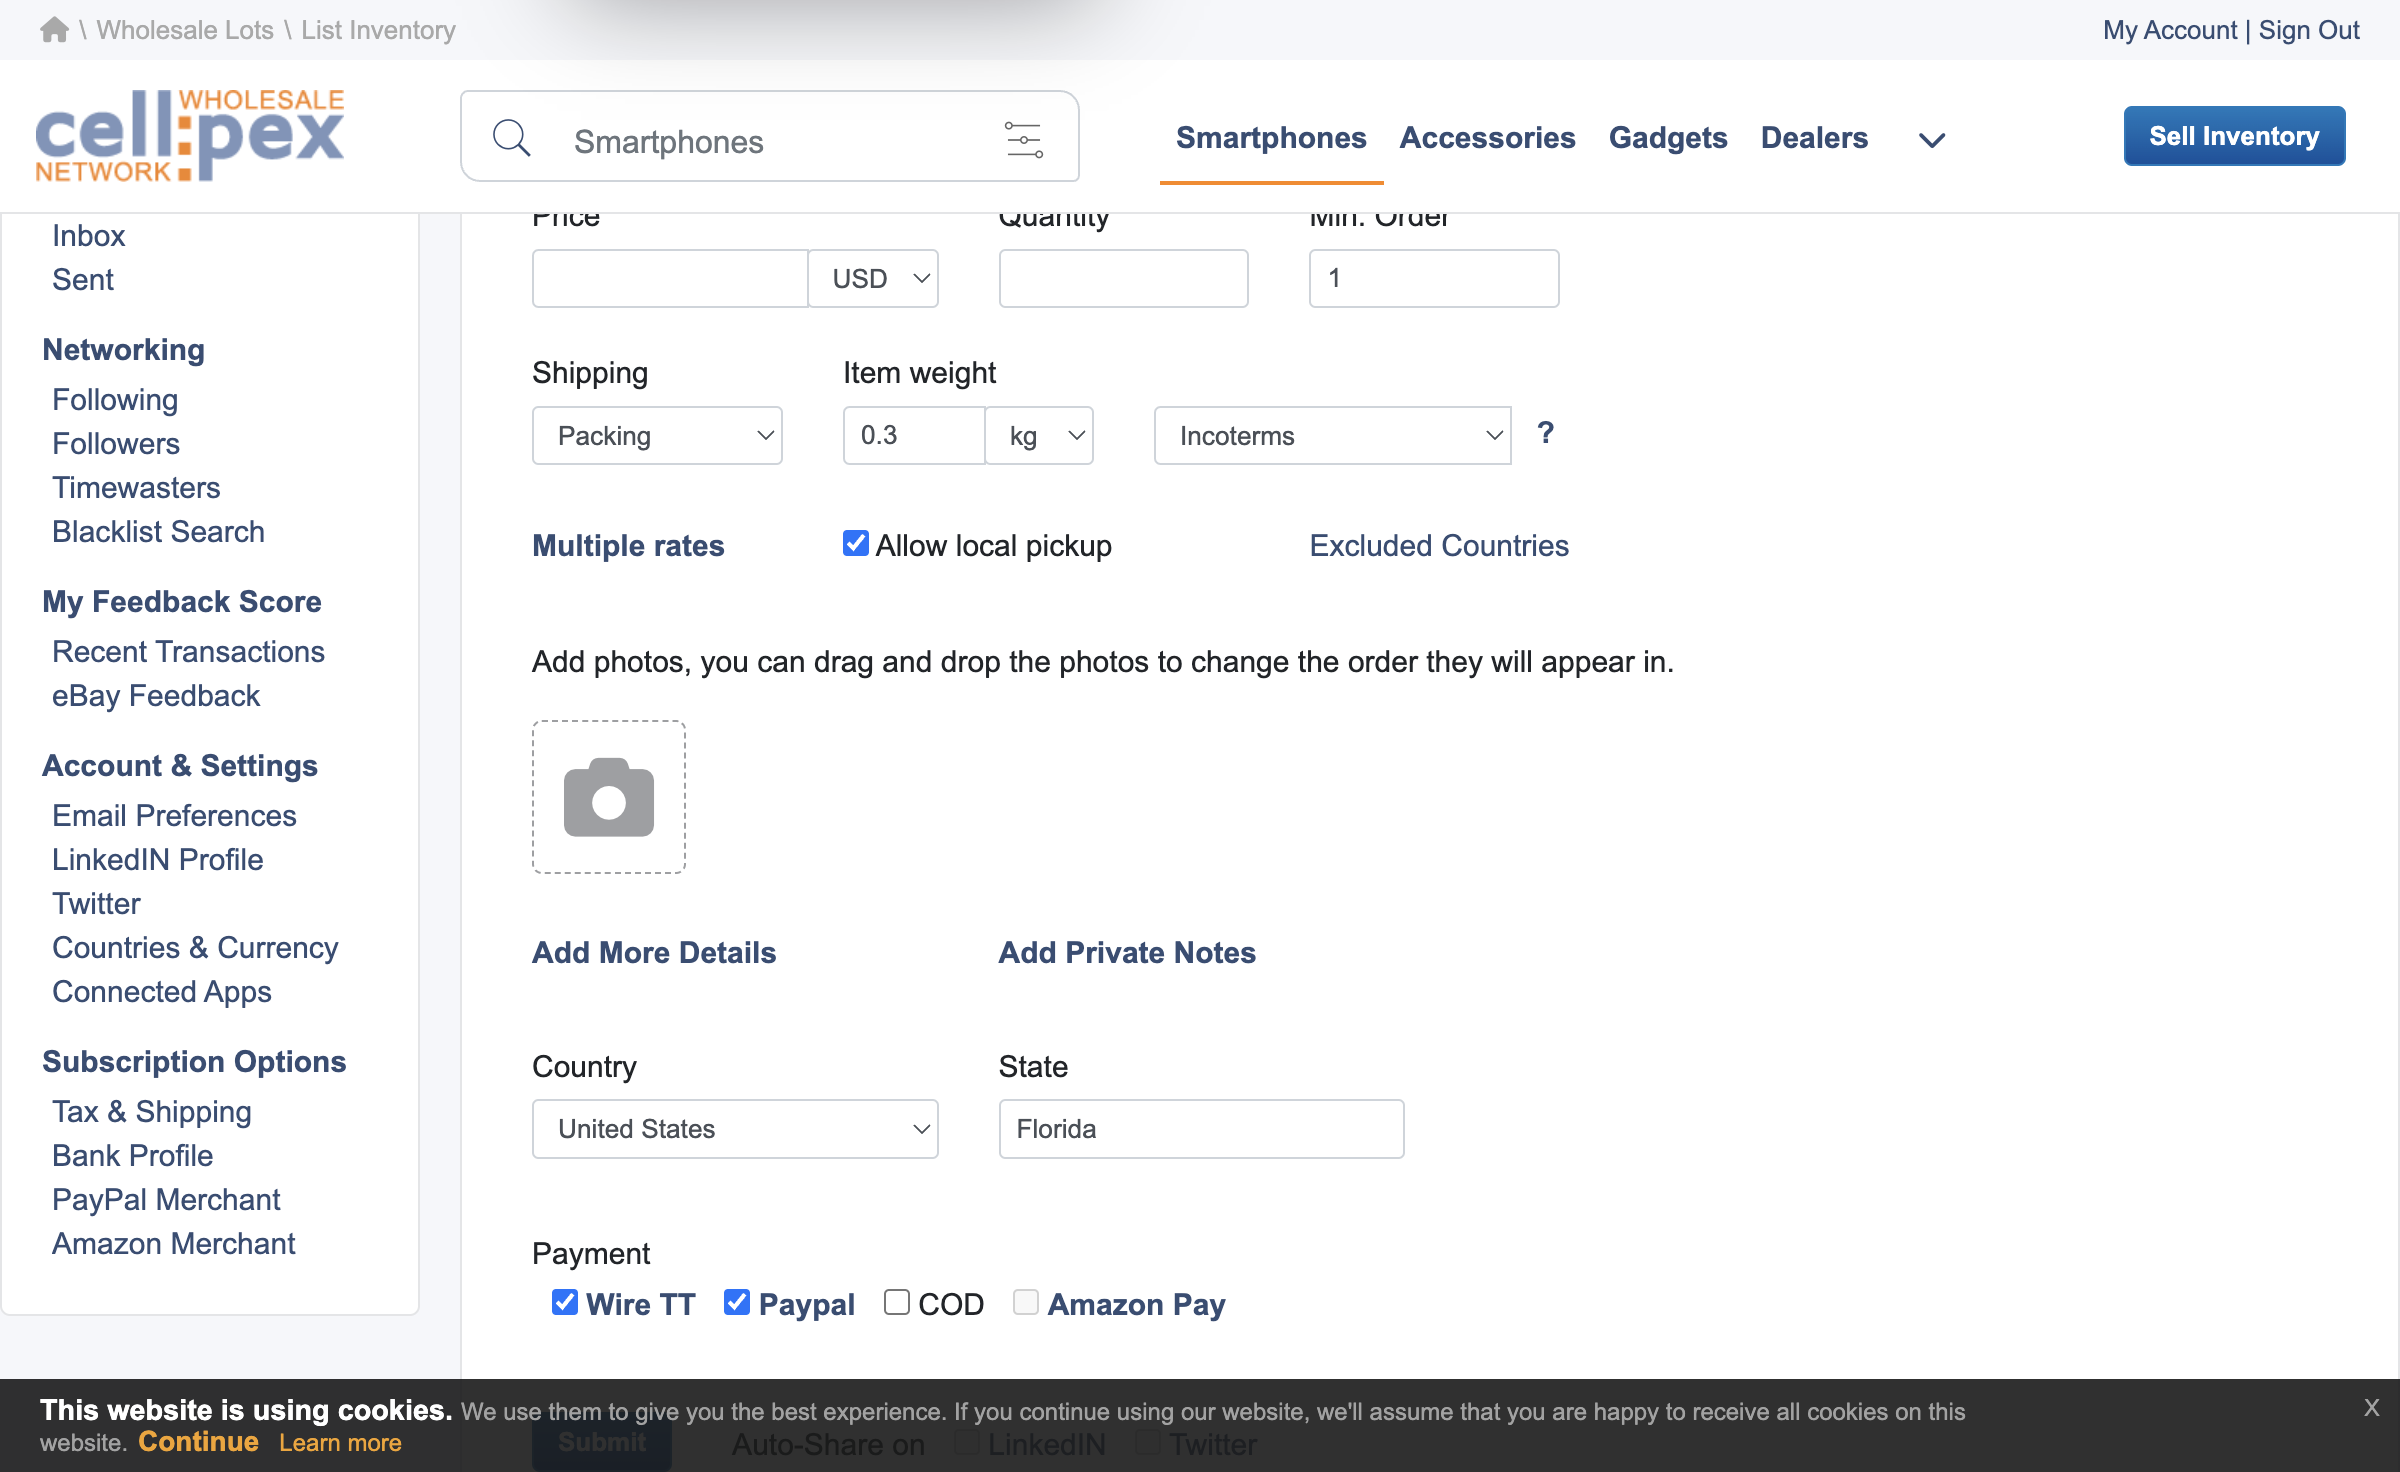 \ Wholesale Lots \ List Inventory
My Account | Sign Out
cell:pex WHOLESALE NETWORK
Smartphones
Smartphones Accessories Gadgets Dealers
Sell Inventory
Inbox
Sent
Networking
Following
Followers
Timewasters
Blacklist Search
My Feedback Score
Recent Transactions
eBay Feedback
Account & Settings
Email Preferences
LinkedIN Profile
Twitter
Countries & Currency
Connected Apps
Subscription Options
Tax & Shipping
Bank Profile
PayPal Merchant
Amazon Merchant
Price Quantity Min. Order
USD 1
Shipping Item weight
Packing 0.3 kg Incoterms ?
Multiple rates Allow local pickup Excluded Countries
Add photos, you can drag and drop the photos to change the order they will appear in.
Add More Details Add Private Notes
Country State
United States Florida
Payment
Wire TT Paypal COD Amazon Pay
This website is using cookies. We use them to give you the best experience. If you continue using our website, we'll assume that you are happy to receive all cookies on this
website. Continue Learn more
X
Submit Auto-Share on LinkedIN Twitter